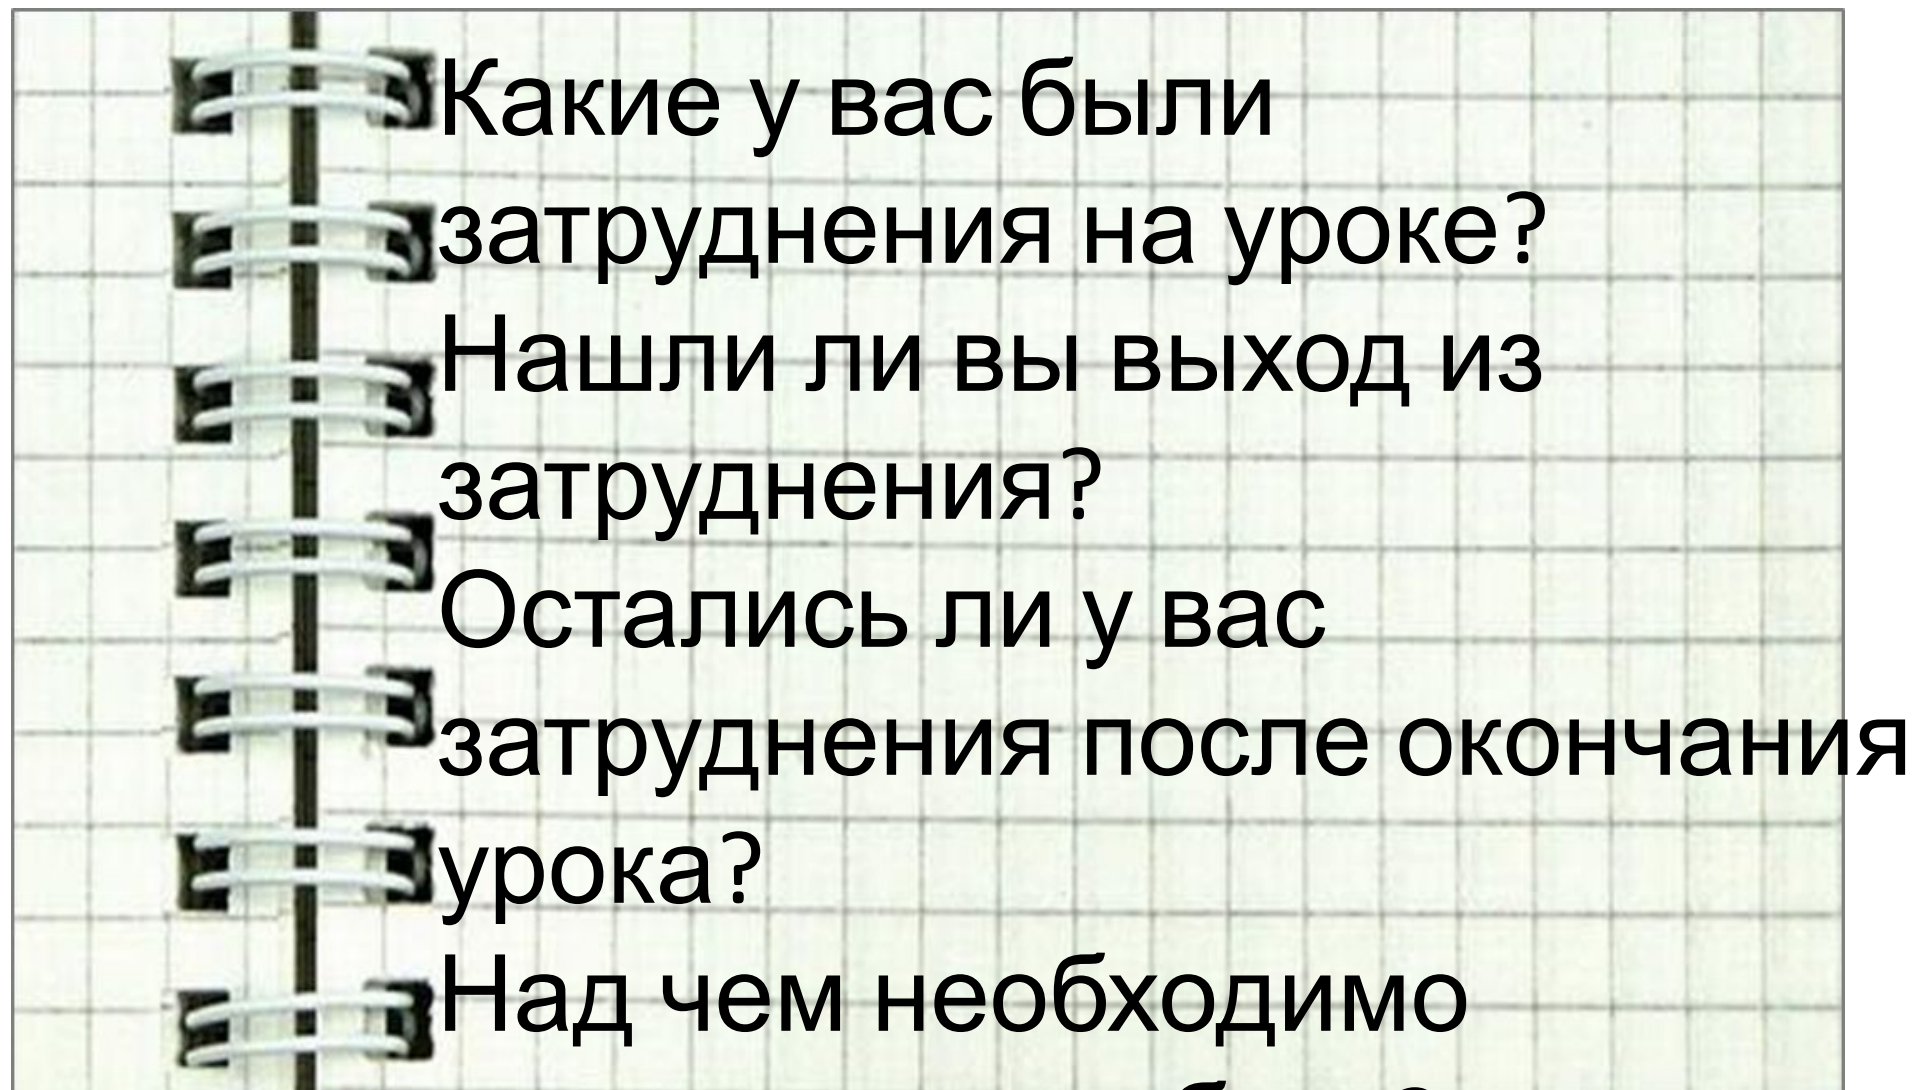 Какие у вас были
затруднения на уроке?
Нашли ли вы выход из
затруднения?
Остались ли у вас
затруднения после окончания
урока?
Над чем необходимо